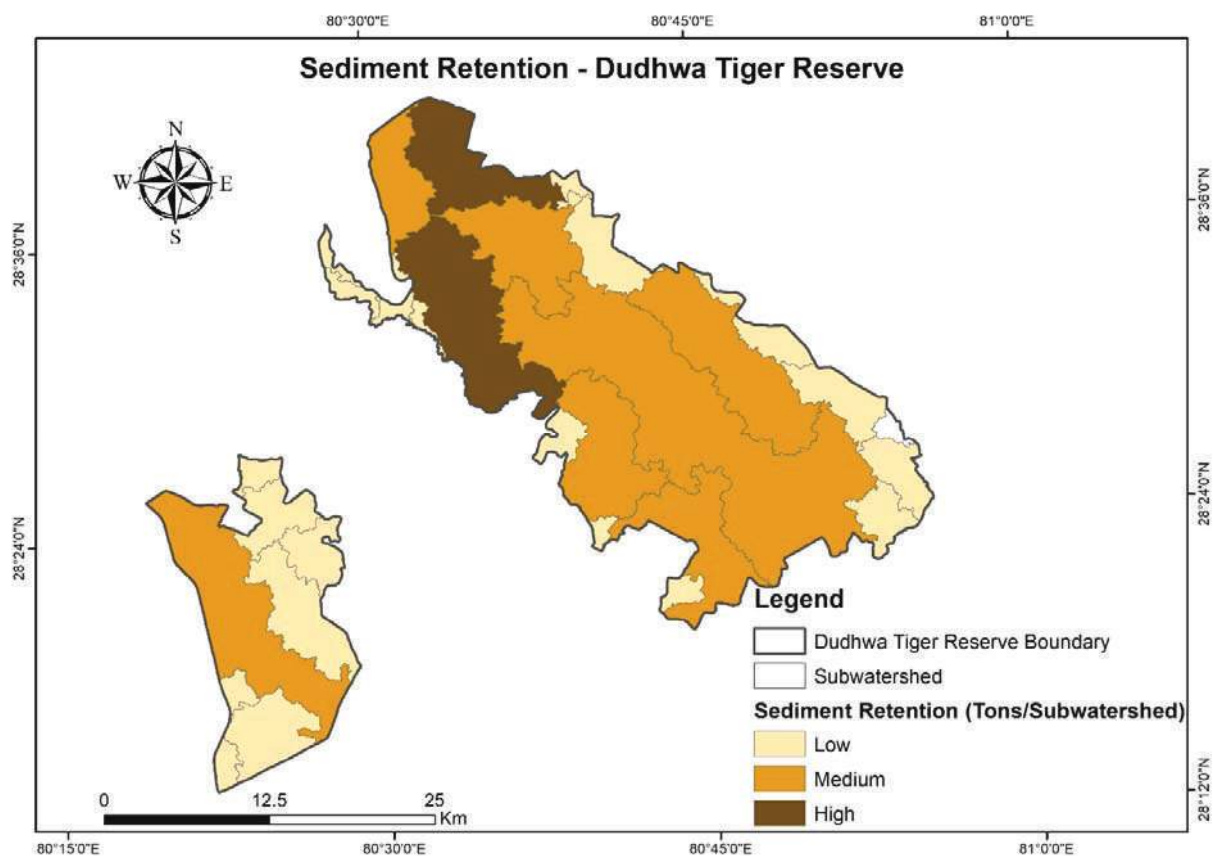 80°30'0"E 80°45'0"E 81°0'0"E
Sediment Retention - Dudhwa Tiger Reserve
N
W E
S
28°36'0"N
28°36'0"N
28°24'0"N
28°24'0"N
Legend
Dudhwa Tiger Reserve Boundary
Subwatershed
Sediment Retention (Tons/Subwatershed)
Low
Medium
High
28°12'0"N
0 12.5 25
Km
80°15'0"E 80°30'0"E 80°45'0"E 81°0'0"E